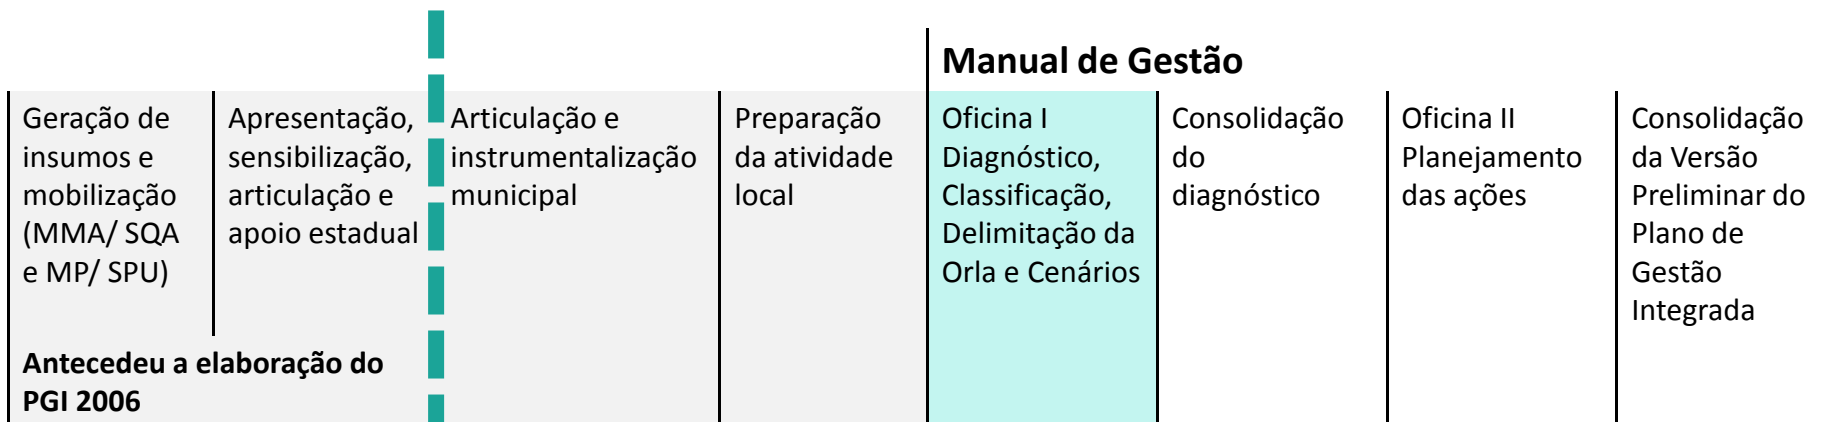 Manual de Gestão
Geração de
insumos e
mobilização
(MMA/ SQA
e MP/ SPU)
Apresentação,
sensibilização,
articulação e
apoio estadual
Antecedeu a elaboração do
PGI 2006
Articulação e
instrumentalização
municipal
Preparação
da atividade
local
Oficina I
Diagnóstico,
Classificação,
Delimitação da
Orla e Cenários
Consolidação
do
diagnóstico
Oficina II
Planejamento
das ações
Consolidação
da Versão
Preliminar do
Plano de
Gestão
Integrada